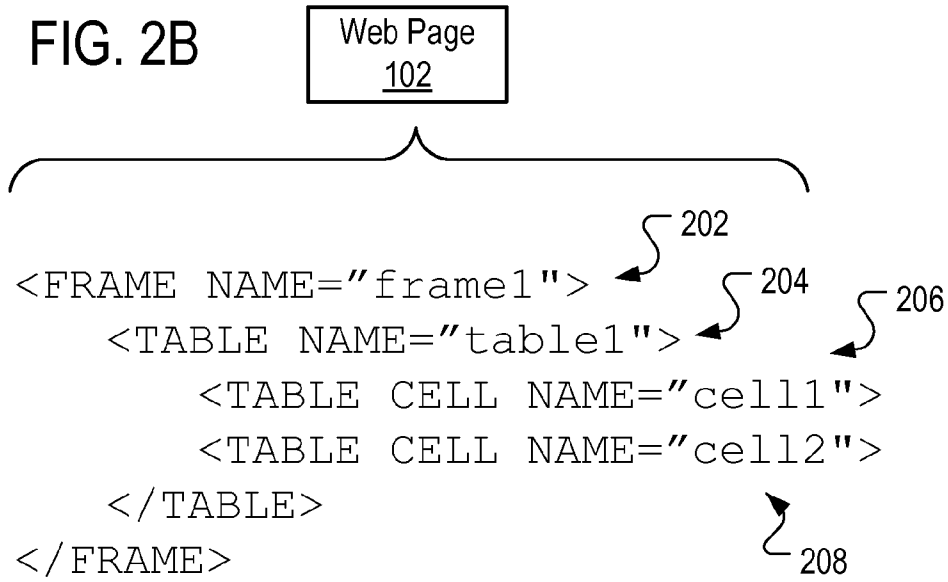 FIG. 2B
Web Page
102
202
<FRAME NAME=”frame1">
204
<TABLE NAME=”table1">
206
<TABLE CELL NAME=”cell1">
<TABLE CELL NAME=”cell2">
</TABLE>
208
</FRAME>